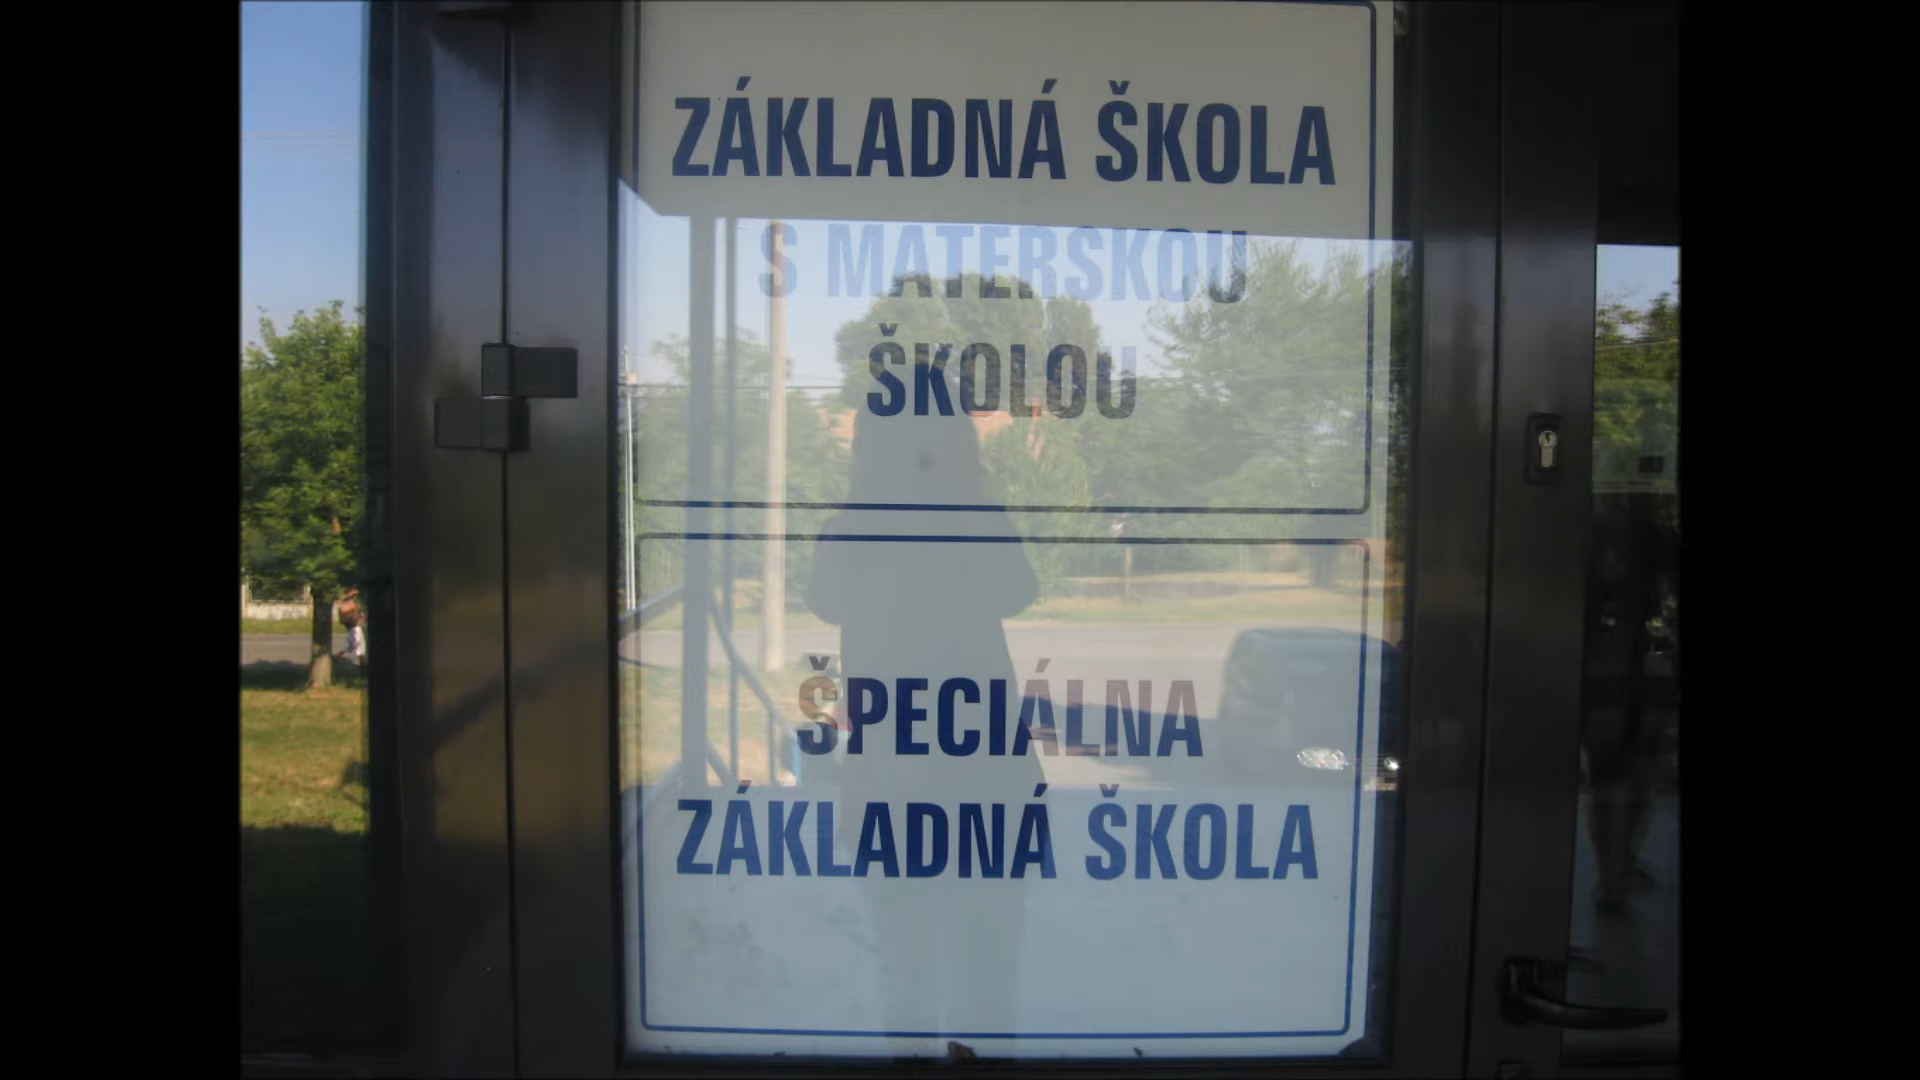 ZÁKLADNÁ ŠKOLA
S MATERSKOU
ŠKOLOU
ŠPECIÁLNA
ZÁKLADNÁ ŠKOLA